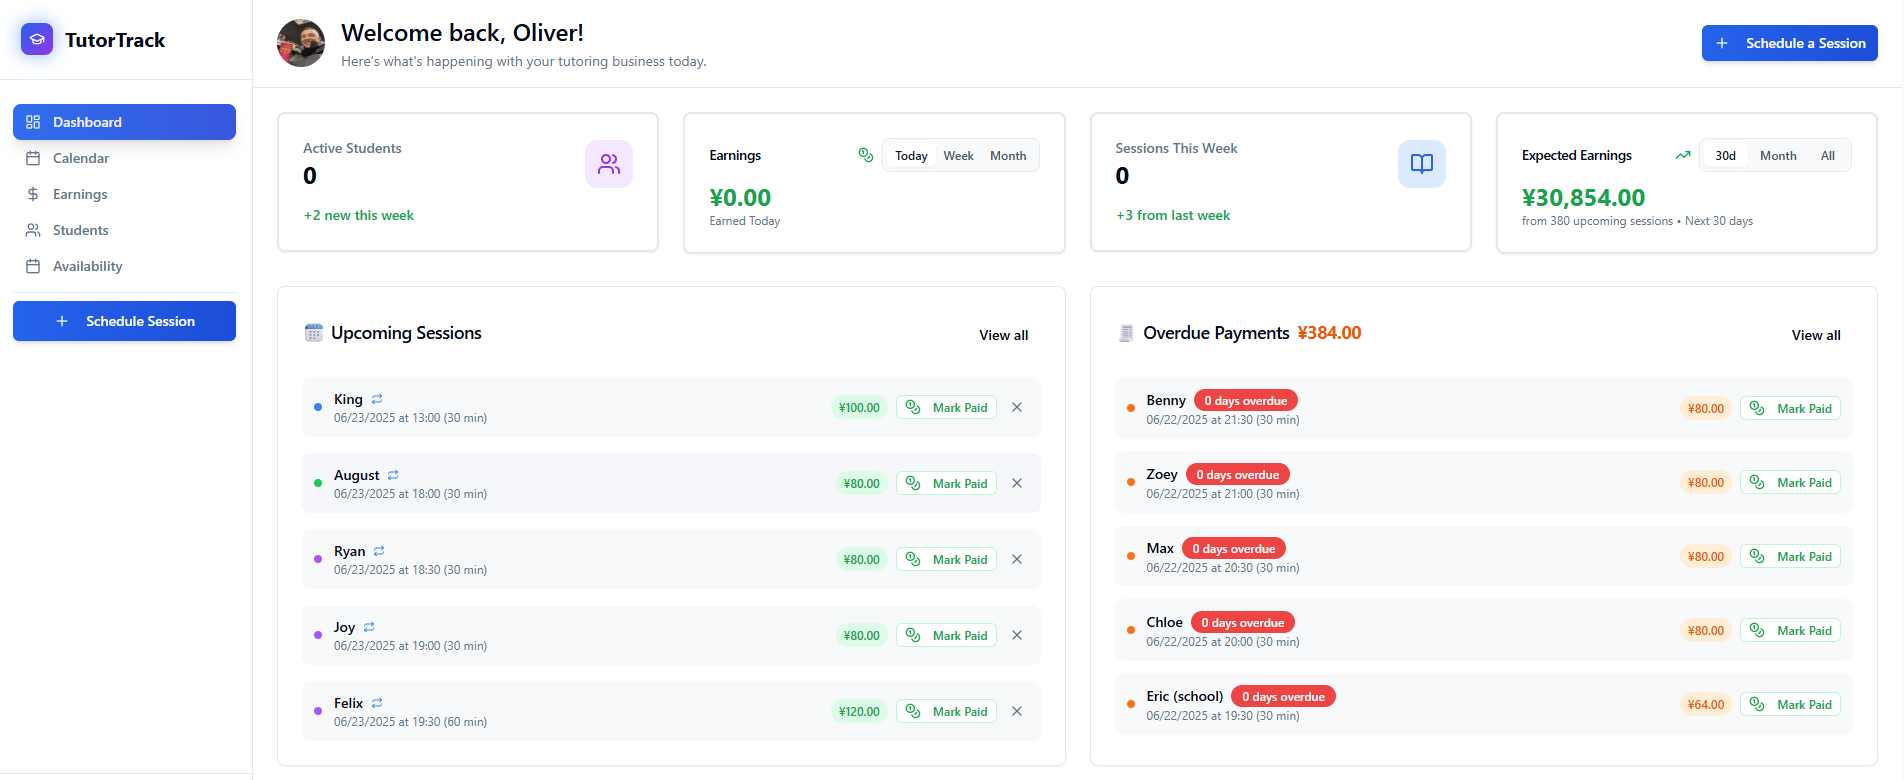 TutorTrack
Dashboard
Calendar
Earnings
Students
Availability
Schedule Session
Welcome back, Oliver!
Here's what's happening with your tutoring business today.
Schedule a Session
Active Students
0
+2 new this week
Earnings
Today Week Month
¥0.00
Earned Today
Sessions This Week
0
+3 from last week
Expected Earnings
30d Month All
¥30,854.00
from 380 upcoming sessions • Next 30 days
Upcoming Sessions
View all
King
06/23/2025 at 13:00 (30 min)
¥100.00 Mark Paid
August
06/23/2025 at 18:00 (30 min)
¥80.00 Mark Paid
Ryan
06/23/2025 at 18:30 (30 min)
¥80.00 Mark Paid
Joy
06/23/2025 at 19:00 (30 min)
¥80.00 Mark Paid
Felix
06/23/2025 at 19:30 (60 min)
¥120.00 Mark Paid
Overdue Payments ¥384.00
View all
Benny 0 days overdue
06/22/2025 at 21:30 (30 min)
¥80.00 Mark Paid
Zoey 0 days overdue
06/22/2025 at 21:00 (30 min)
¥80.00 Mark Paid
Max 0 days overdue
06/22/2025 at 20:30 (30 min)
¥80.00 Mark Paid
Chloe 0 days overdue
06/22/2025 at 20:00 (30 min)
¥80.00 Mark Paid
Eric (school) 0 days overdue
06/22/2025 at 19:30 (30 min)
¥64.00 Mark Paid